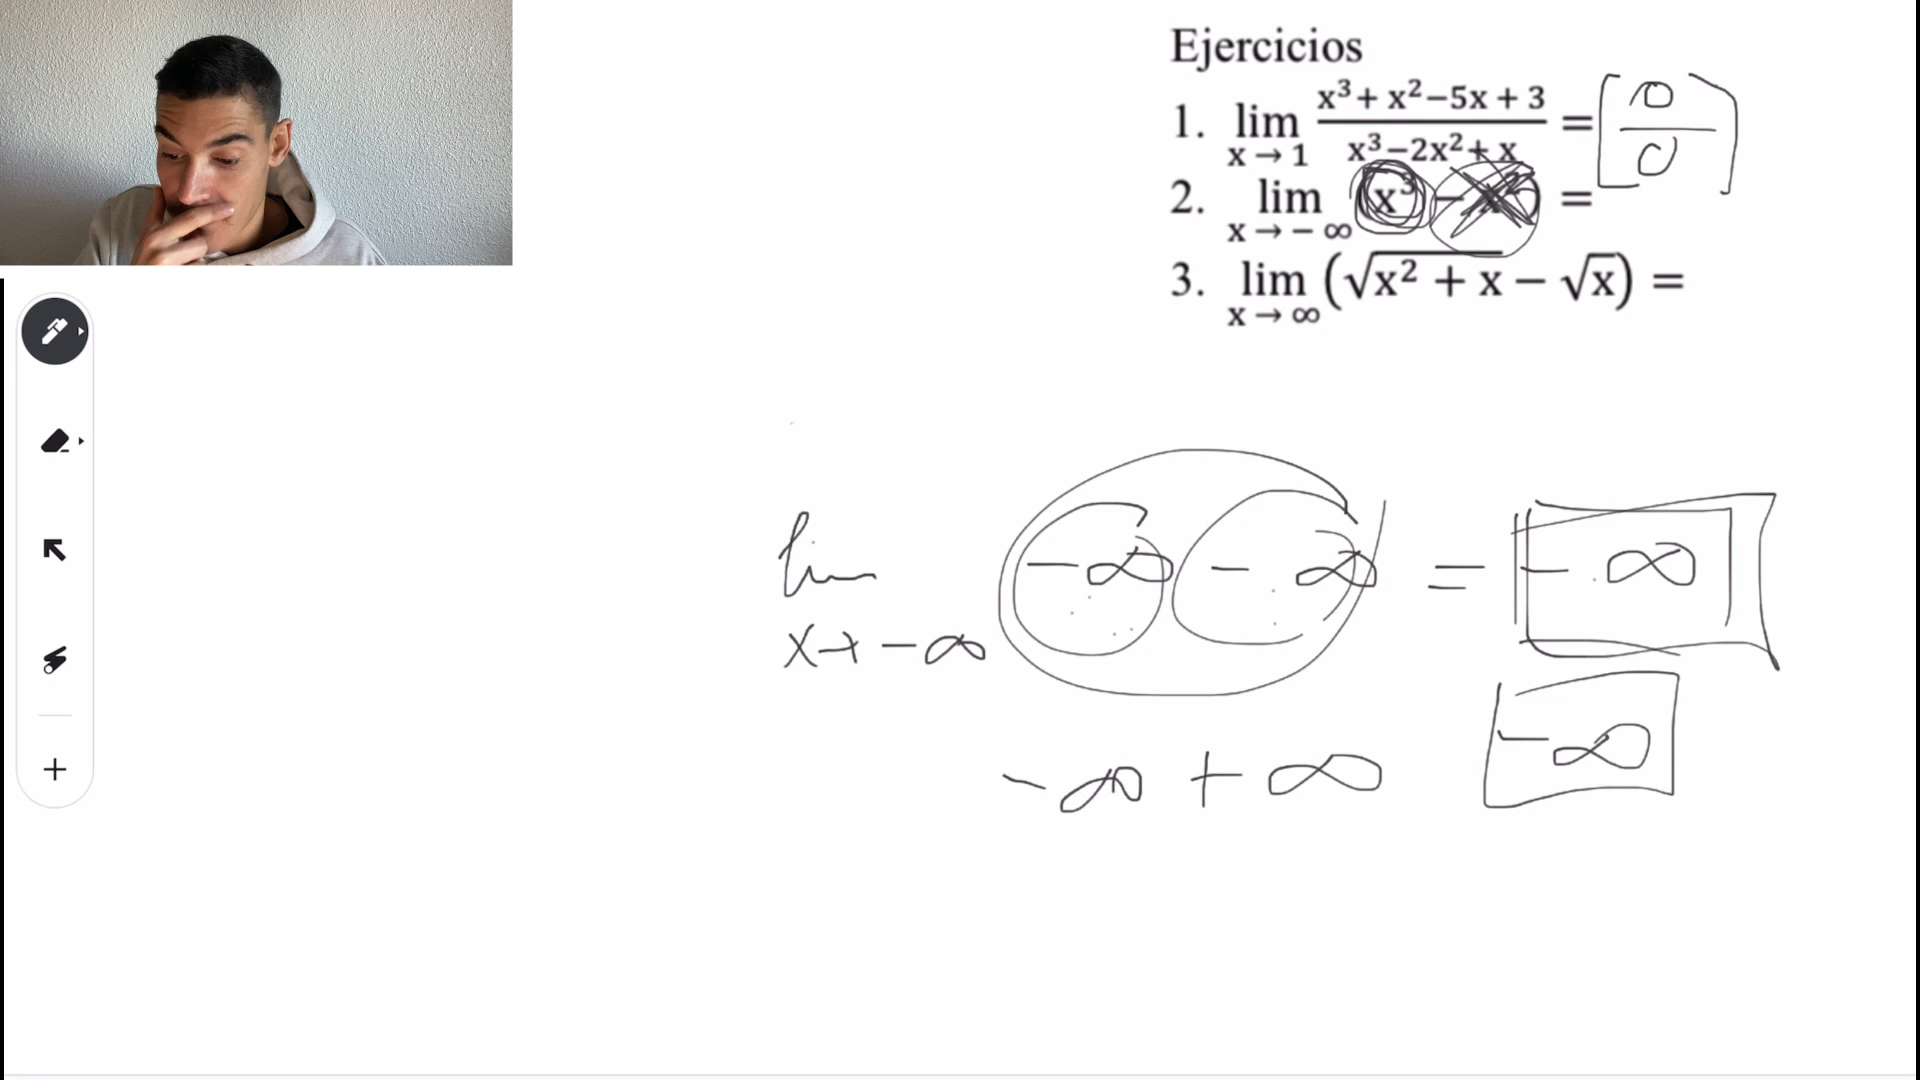 Ejercicios
1. lim x→1 (x³ + x² − 5x + 3)/(x³ − 2x² + x) = [0/0]
2. lim x→ − ∞ (x³ − ) =
3. lim x→ ∞ (√(x² + x) − √x) =
lim x→ −∞ −∞ − ∞ = − ∞
−∞ + ∞ −∞